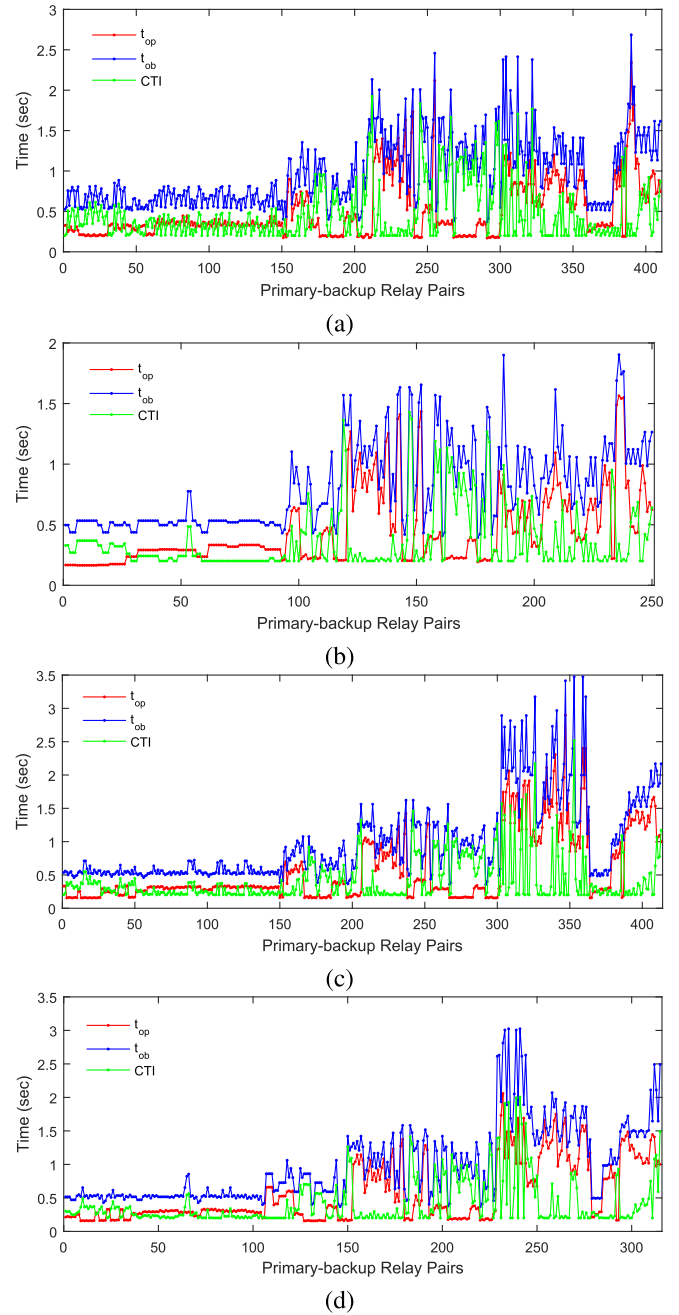 3
2.5
2
1.5
1
0.5
0
Time (sec)
t_op
t_ob
CTI
0 50 100 150 200 250 300 350 400
Primary-backup Relay Pairs
(a)
2
1.5
1
0.5
0
Time (sec)
t_op
t_ob
CTI
0 50 100 150 200 250
Primary-backup Relay Pairs
(b)
3.5
3
2.5
2
1.5
1
0.5
0
Time (sec)
t_op
t_ob
CTI
0 50 100 150 200 250 300 350 400
Primary-backup Relay Pairs
(c)
3.5
3
2.5
2
1.5
1
0.5
0
Time (sec)
t_op
t_ob
CTI
0 50 100 150 200 250 300
Primary-backup Relay Pairs
(d)